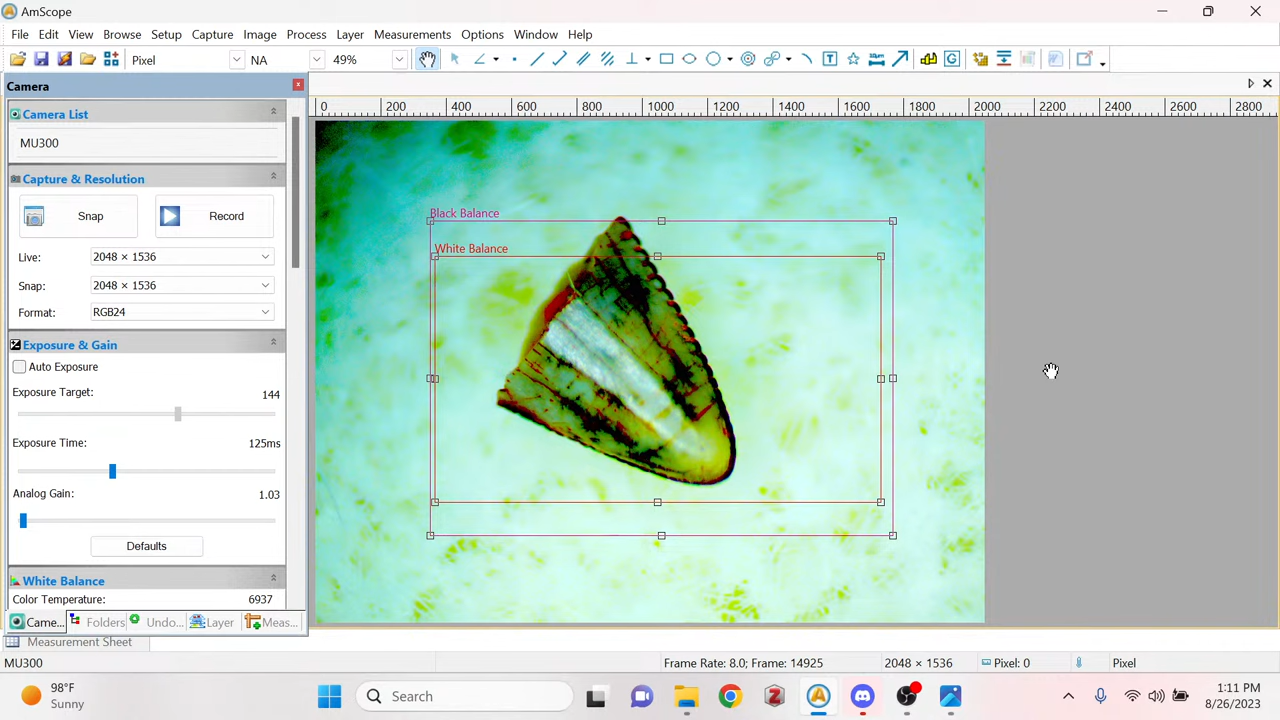 AmScope
File Edit View Browse Setup Capture Image Process Layer Measurements Options Window Help
Pixel NA 49%
Camera
0 200 400 600 800 1000 1200 1400 1600 1800 2000 2200 2400 2600 2800
Camera List
MU300
Capture & Resolution
Snap Record
Live: 2048 × 1536
Snap: 2048 × 1536
Format: RGB24
Exposure & Gain
Auto Exposure
Exposure Target: 144
Exposure Time: 125ms
Analog Gain: 1.03
Defaults
White Balance
Color Temperature: 6937
Black Balance
White Balance
Came... Folders Undo... Layer Meas...
Measurement Sheet
MU300 Frame Rate: 8.0; Frame: 14925 2048 × 1536 Pixel: 0 Pixel
98°F
Sunny
Search
1:11 PM
8/26/2023